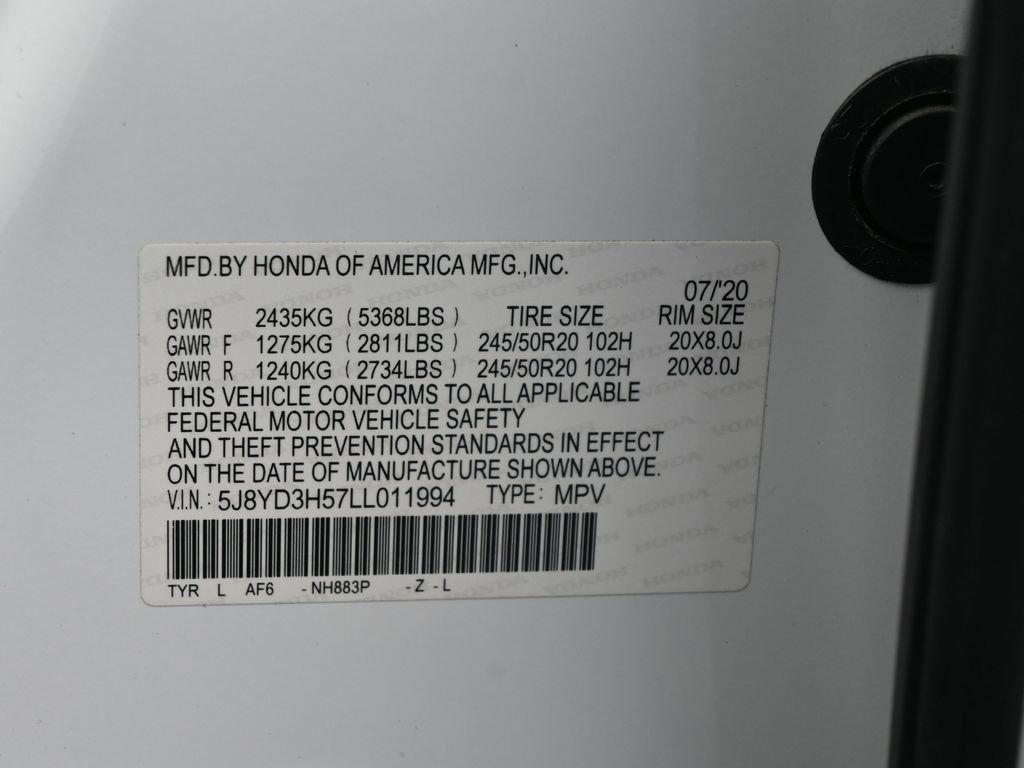 MFD.BY HONDA OF AMERICA MFG.,INC.
07/'20
GVWR 2435KG (5368LBS) TIRE SIZE RIM SIZE
GAWR F 1275KG (2811LBS) 245/50R20 102H 20X8.0J
GAWR R 1240KG (2734LBS) 245/50R20 102H 20X8.0J
THIS VEHICLE CONFORMS TO ALL APPLICABLE
FEDERAL MOTOR VEHICLE SAFETY
AND THEFT PREVENTION STANDARDS IN EFFECT
ON THE DATE OF MANUFACTURE SHOWN ABOVE.
V.I.N.: 5J8YD3H57LL011994 TYPE: MPV
TYR L AF6 -NH883P -Z -L